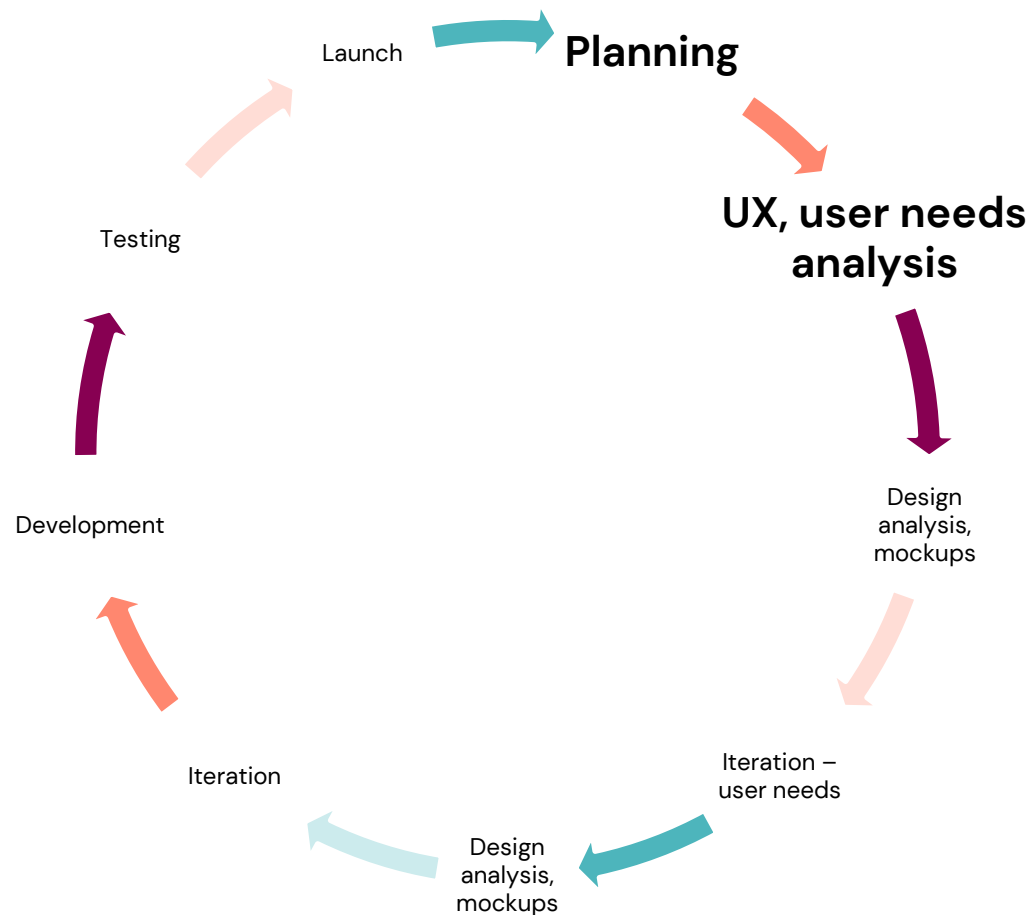 Launch
Planning
UX, user needs
analysis
Design
analysis,
mockups
Iteration –
user needs
Design
analysis,
mockups
Iteration
Development
Testing